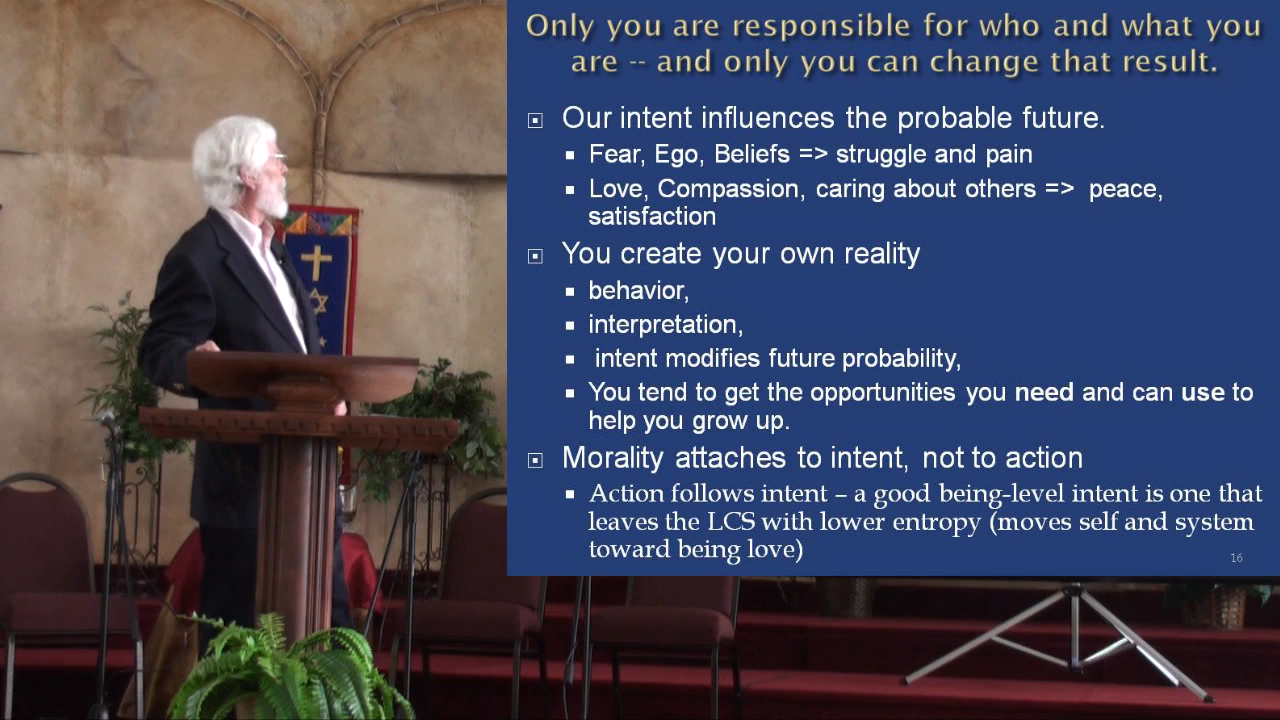 Only you are responsible for who and what you
are -- and only you can change that result.
Our intent influences the probable future.
Fear, Ego, Beliefs => struggle and pain
Love, Compassion, caring about others => peace,
satisfaction
You create your own reality
behavior,
interpretation,
intent modifies future probability,
You tend to get the opportunities you need and can use to
help you grow up.
Morality attaches to intent, not to action
Action follows intent – a good being-level intent is one that
leaves the LCS with lower entropy (moves self and system
toward being love)
16